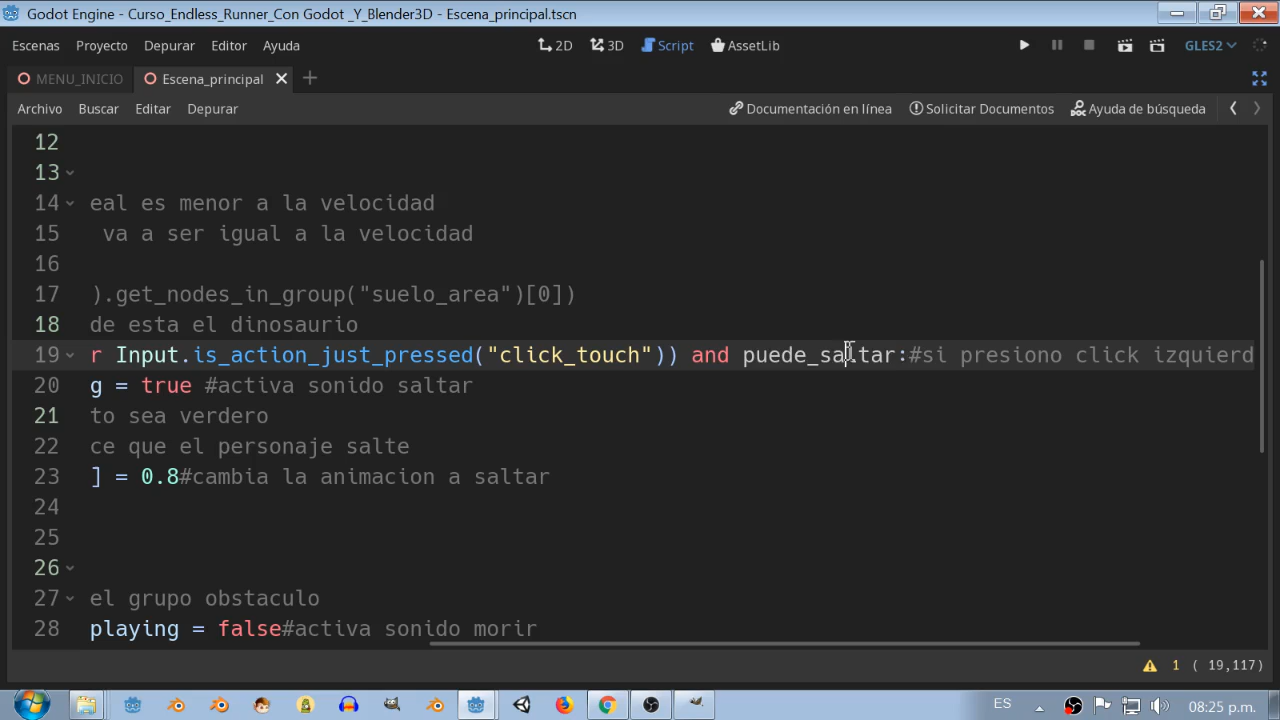 Godot Engine - Curso_Endless_Runner_Con Godot _Y_Blender3D - Escena_principal.tscn
Escenas Proyecto Depurar Editor Ayuda 2D 3D Script AssetLib GLES2
MENU_INICIO Escena_principal
Archivo Buscar Editar Depurar Documentación en línea Solicitar Documentos Ayuda de búsqueda
12
13
14 eal es menor a la velocidad
15 va a ser igual a la velocidad
16
17 ).get_nodes_in_group("suelo_area")[0])
18 de esta el dinosaurio
19 r Input.is_action_just_pressed("click_touch")) and puede_saltar:#si presiono click izquierd
20 g = true #activa sonido saltar
21 to sea verdero
22 ce que el personaje salte
23 ] = 0.8#cambia la animacion a saltar
24
25
26
27 el grupo obstaculo
28 playing = false#activa sonido morir
1 ( 19,117)
ES 08:25 p.m.